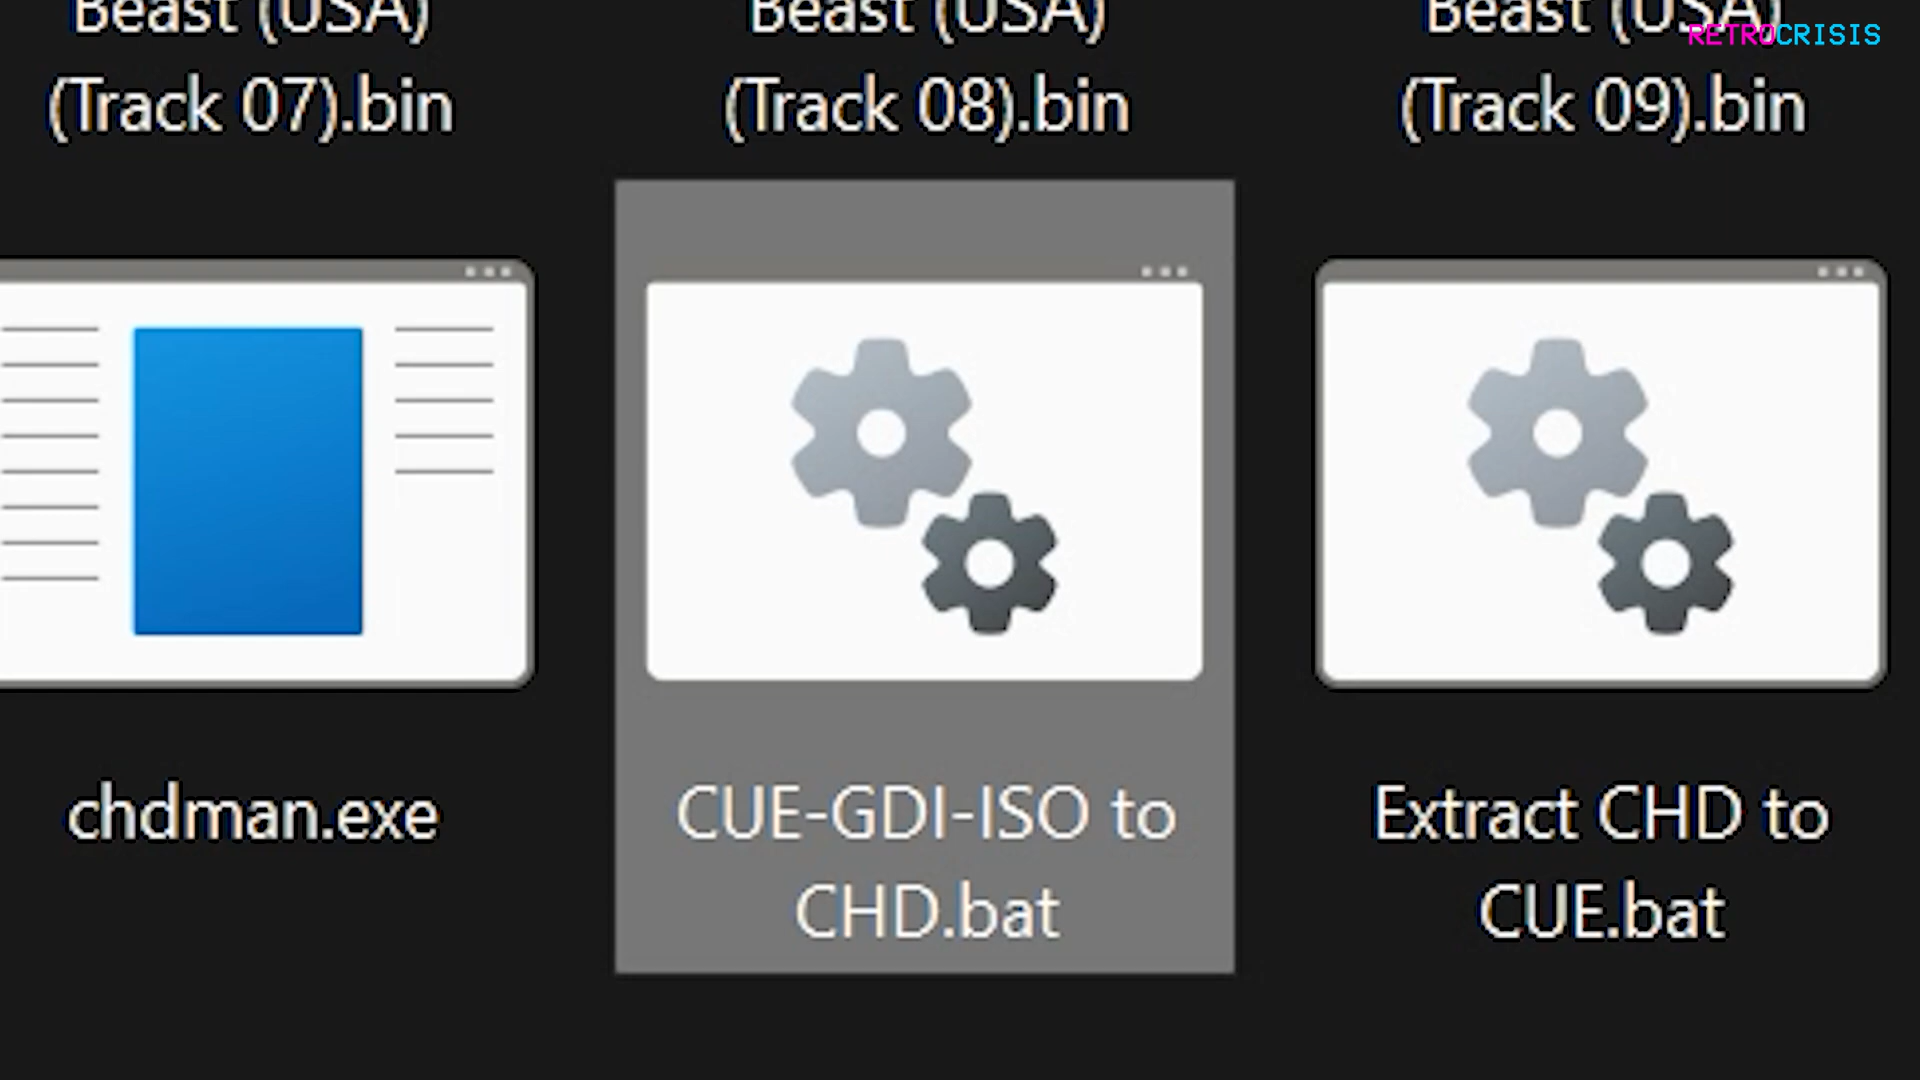 Beast (USA) Beast (USA) Beast (USA)
RETROCRISIS
(Track 07).bin (Track 08).bin (Track 09).bin
chdman.exe CUE-GDI-ISO to Extract CHD to
CHD.bat CUE.bat